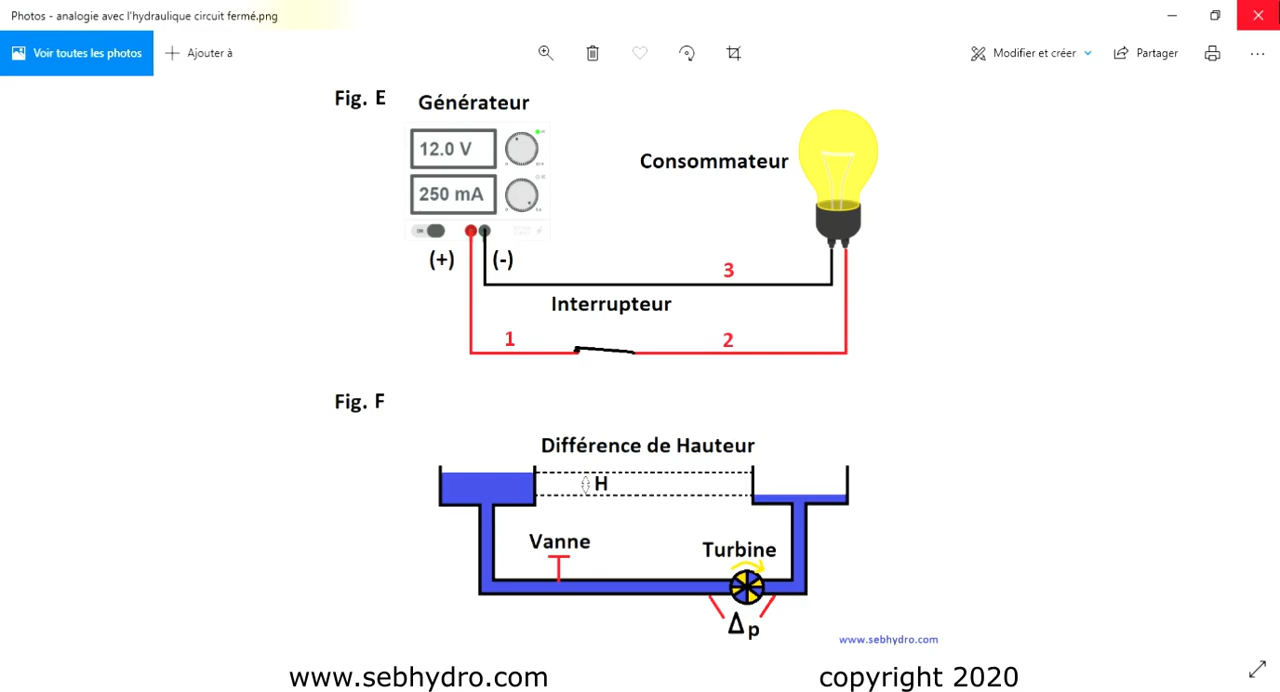 Photos - analogie avec l'hydraulique circuit fermé.png
Voir toutes les photos
Ajouter à
Modifier et créer
Partager
Fig. E
Générateur
12.0 V
250 mA
ON
Consommateur
(+)
(-)
3
Interrupteur
1
2
Fig. F
Différence de Hauteur
H
Vanne
Turbine
Δp
www.sebhydro.com
www.sebhydro.com
copyright 2020